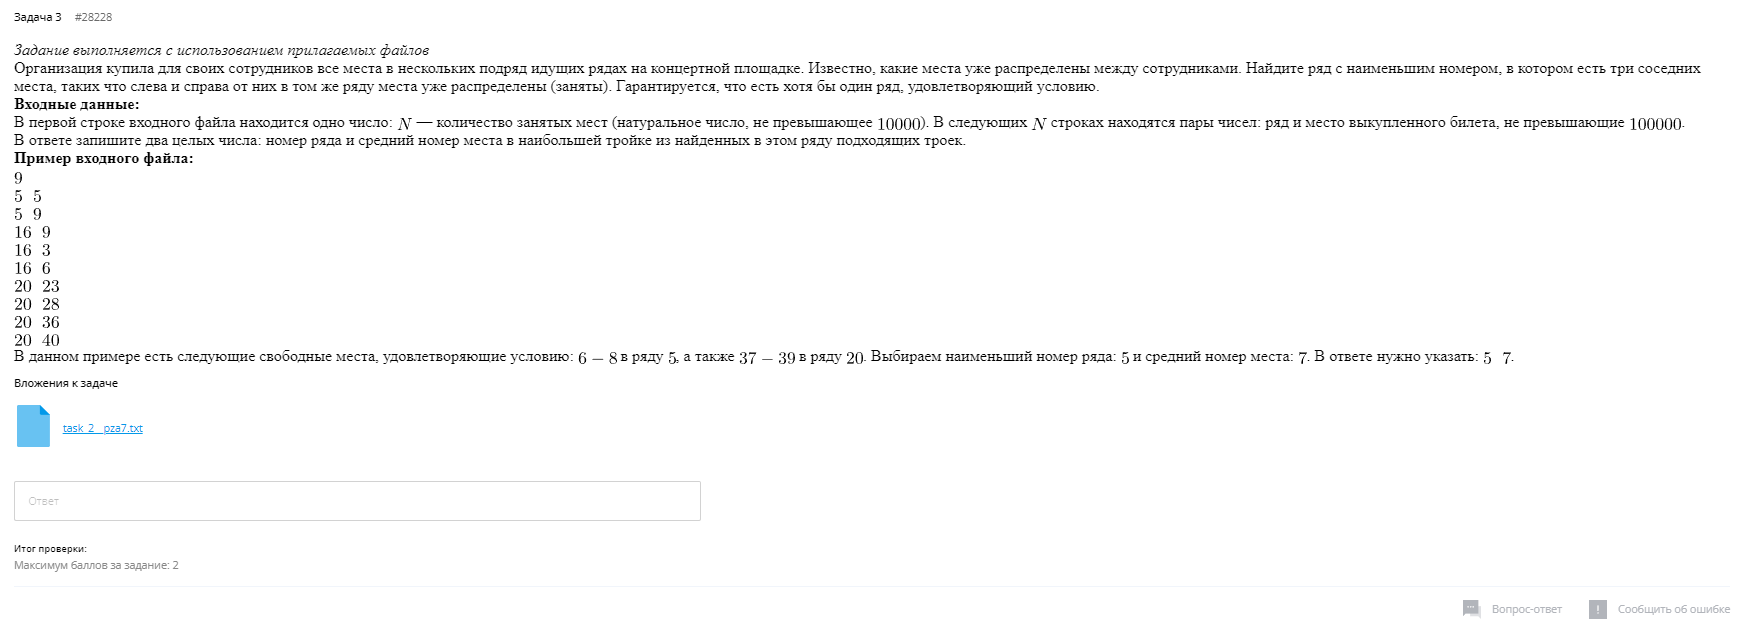 Задача 3 #28228
Задание выполняется с использованием прилагаемых файлов
Организация купила для своих сотрудников все места в нескольких подряд идущих рядах на концертной площадке. Известно, какие места уже распределены между сотрудниками. Найдите ряд с наименьшим номером, в котором есть три соседних
места, таких что слева и справа от них в том же ряду места уже распределены (заняты). Гарантируется, что есть хотя бы один ряд, удовлетворяющий условию.
Входные данные:
В первой строке входного файла находится одно число: N — количество занятых мест (натуральное число, не превышающее 10000). В следующих N строках находятся пары чисел: ряд и место выкупленного билета, не превышающие 100000.
В ответе запишите два целых числа: номер ряда и средний номер места в наибольшей тройке из найденных в этом ряду подходящих троек.
Пример входного файла:
9
5 5
5 9
16 9
16 3
16 6
20 23
20 28
20 36
20 40
В данном примере есть следующие свободные места, удовлетворяющие условию: 6 − 8 в ряду 5, а также 37 − 39 в ряду 20. Выбираем наименьший номер ряда: 5 и средний номер места: 7. В ответе нужно указать: 5 7.
Вложения к задаче
task_2__pza7.txt
Ответ
Итог проверки:
Максимум баллов за задание: 2
Вопрос-ответ ! Сообщить об ошибке